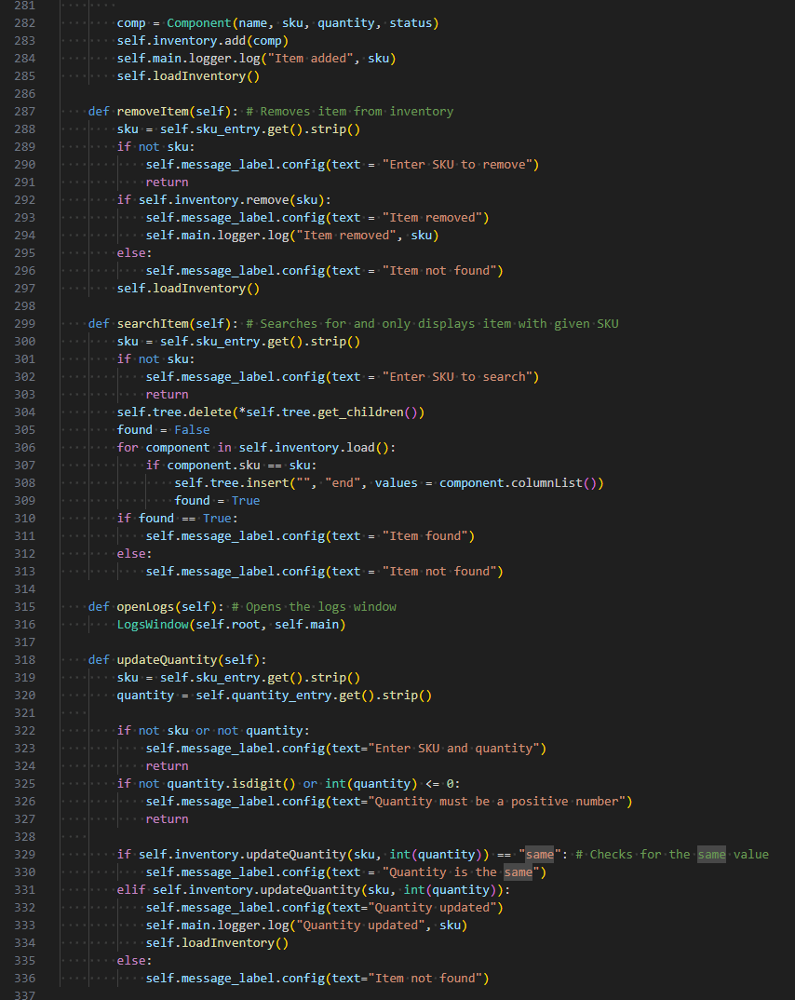 281
282         comp = Component(name, sku, quantity, status)
283         self.inventory.add(comp)
284         self.main.logger.log("Item added", sku)
285         self.loadInventory()
286
287     def removeItem(self): # Removes item from inventory
288         sku = self.sku_entry.get().strip()
289         if not sku:
290             self.message_label.config(text = "Enter SKU to remove")
291             return
292         if self.inventory.remove(sku):
293             self.message_label.config(text = "Item removed")
294             self.main.logger.log("Item removed", sku)
295         else:
296             self.message_label.config(text = "Item not found")
297         self.loadInventory()
298
299     def searchItem(self): # Searches for and only displays item with given SKU
300         sku = self.sku_entry.get().strip()
301         if not sku:
302             self.message_label.config(text = "Enter SKU to search")
303             return
304         self.tree.delete(*self.tree.get_children())
305         found = False
306         for component in self.inventory.load():
307             if component.sku == sku:
308                 self.tree.insert("", "end", values = component.columnList())
309                 found = True
310         if found == True:
311             self.message_label.config(text = "Item found")
312         else:
313             self.message_label.config(text = "Item not found")
314
315     def openLogs(self): # Opens the logs window
316         LogsWindow(self.root, self.main)
317
318     def updateQuantity(self):
319         sku = self.sku_entry.get().strip()
320         quantity = self.quantity_entry.get().strip()
321
322         if not sku or not quantity:
323             self.message_label.config(text="Enter SKU and quantity")
324             return
325         if not quantity.isdigit() or int(quantity) <= 0:
326             self.message_label.config(text="Quantity must be a positive number")
327             return
328
329         if self.inventory.updateQuantity(sku, int(quantity)) == "same": # Checks for the same value
330             self.message_label.config(text = "Quantity is the same")
331         elif self.inventory.updateQuantity(sku, int(quantity)):
332             self.message_label.config(text="Quantity updated")
333             self.main.logger.log("Quantity updated", sku)
334             self.loadInventory()
335         else:
336             self.message_label.config(text="Item not found")
337